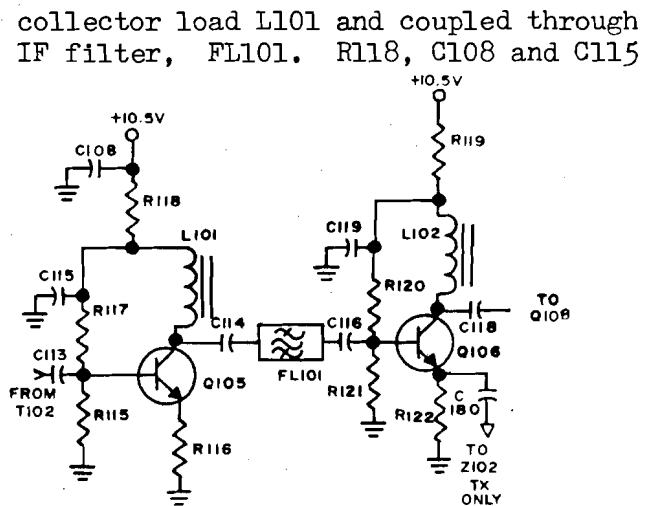 collector load L101 and coupled through
IF filter, FL101. R118, C108 and C115
+10.5V
+10.5V
C108
R119
R118
L101
C119
L102
C115
R117
R120
C114
C116
C118
TO
Q108
C113
Q105
FL101
Q106
FROM
T102
R115
R121
R122
C
180
R116
TO
Z102
TX
ONLY